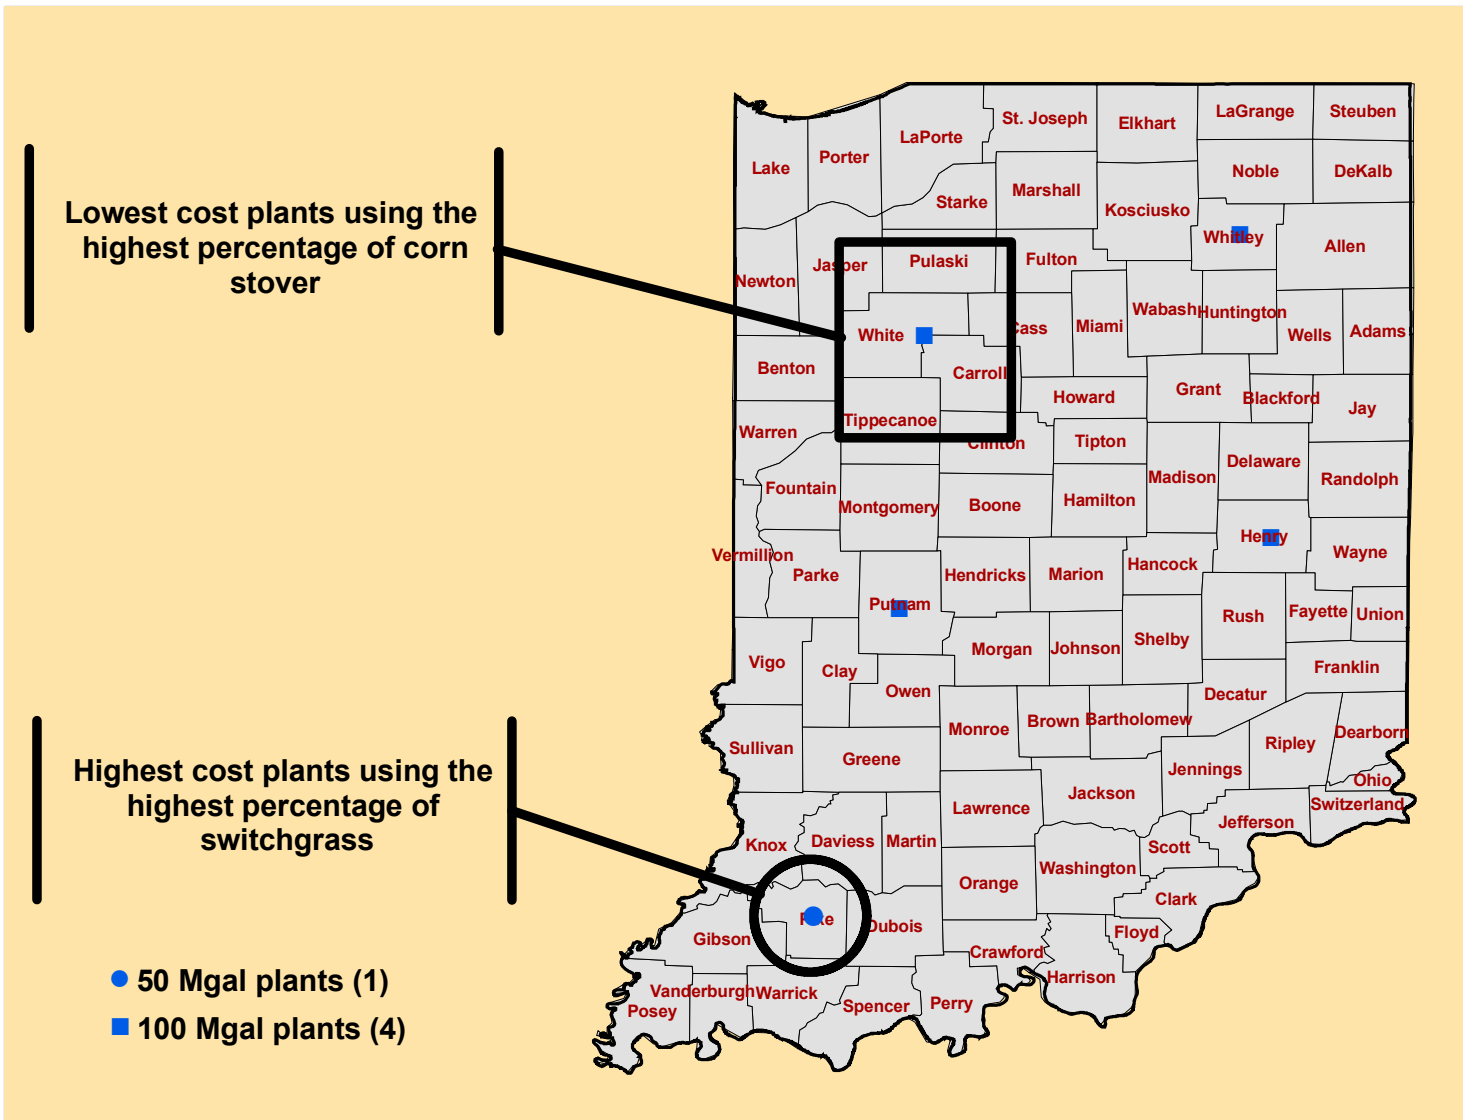 Lowest cost plants using the
highest percentage of corn
stover
Highest cost plants using the
highest percentage of
switchgrass
50 Mgal plants (1)
100 Mgal plants (4)
LaGrange
Steuben
St. Joseph
Elkhart
LaPorte
Porter
Lake
Noble
DeKalb
Marshall
Starke
Kosciusko
Whitley
Allen
Jasper
Pulaski
Fulton
Newton
Wabash
Huntington
White
Cass
Miami
Wells
Adams
Benton
Carroll
Howard
Grant
Blackford
Jay
Tippecanoe
Warren
Clinton
Tipton
Delaware
Madison
Randolph
Fountain
Montgomery
Boone
Hamilton
Henry
Wayne
Vermillion
Parke
Hendricks
Marion
Hancock
Putnam
Rush
Fayette
Union
Vigo
Clay
Morgan
Johnson
Shelby
Franklin
Owen
Decatur
Monroe
Brown
Bartholomew
Dearborn
Sullivan
Greene
Ripley
Jennings
Ohio
Jackson
Lawrence
Switzerland
Jefferson
Knox
Daviess
Martin
Scott
Washington
Orange
Clark
Pike
Dubois
Floyd
Gibson
Crawford
Harrison
Vanderburgh
Warrick
Spencer
Perry
Posey